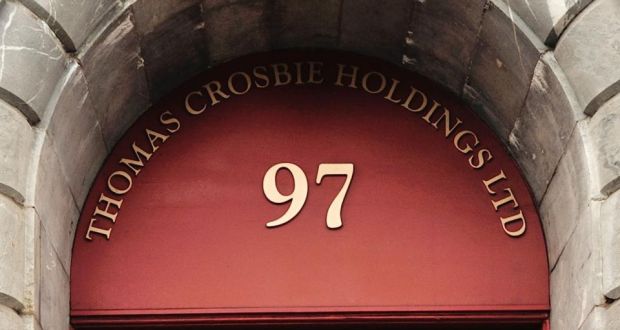 THOMAS CROSBIE HOLDINGS LTD
97